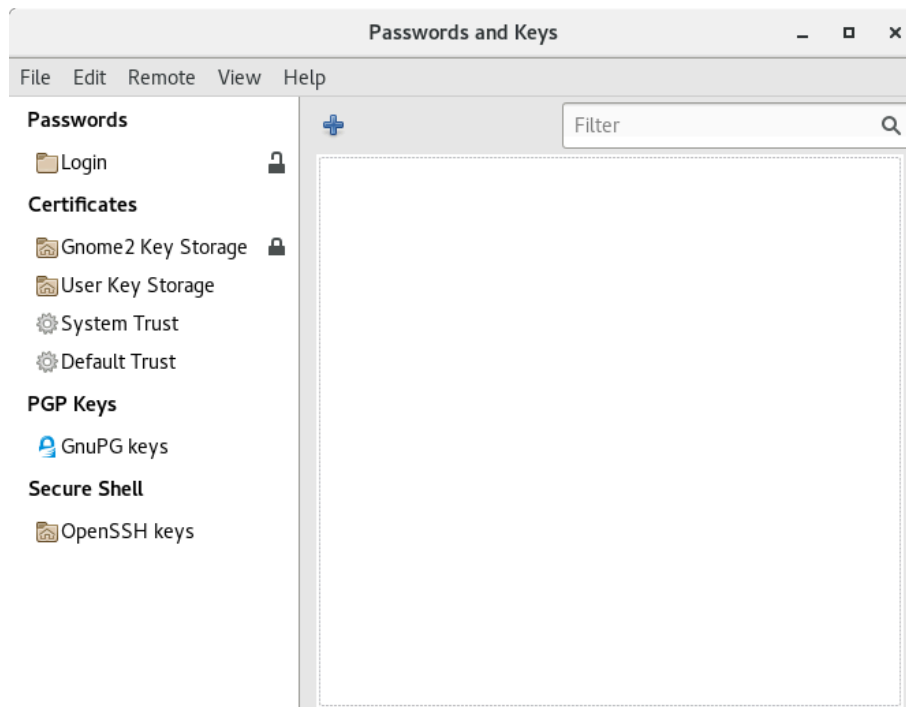 Passwords and Keys
File Edit Remote View Help
Passwords
Filter
Login
Certificates
Gnome2 Key Storage
User Key Storage
System Trust
Default Trust
PGP Keys
GnuPG keys
Secure Shell
OpenSSH keys